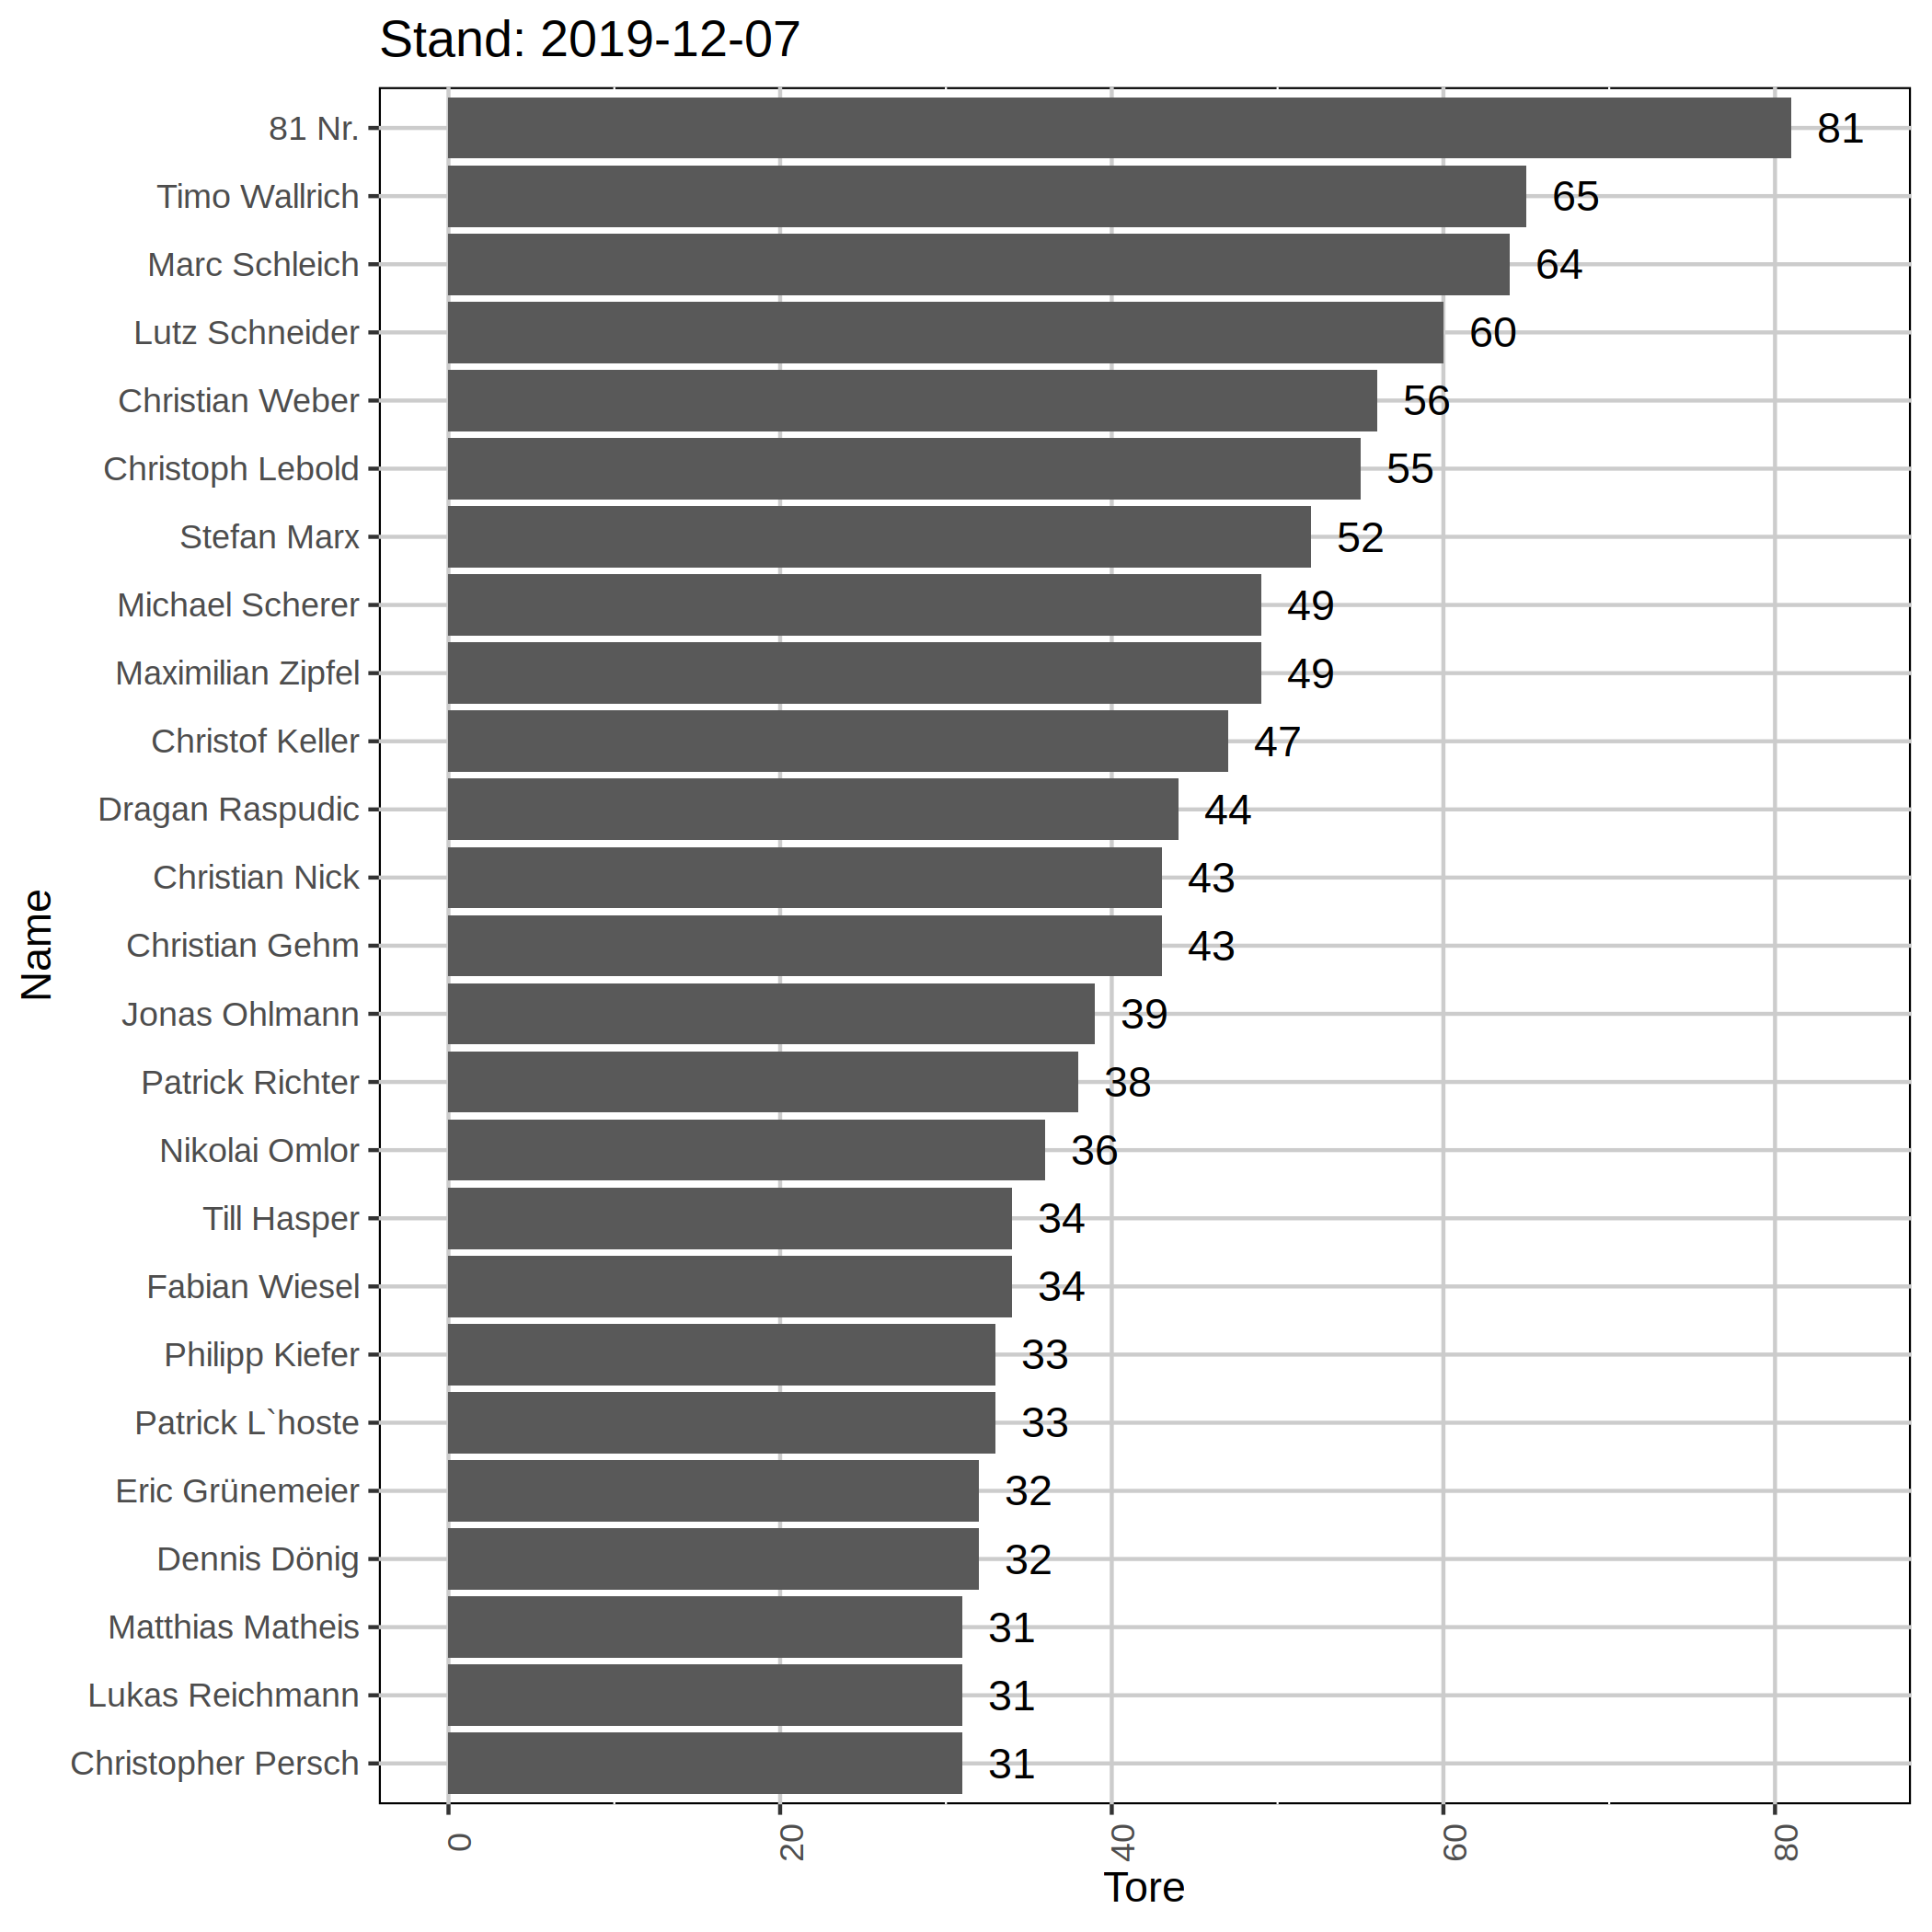 Stand: 2019-12-07
81 Nr. 81
Timo Wallrich 65
Marc Schleich 64
Lutz Schneider 60
Christian Weber 56
Christoph Lebold 55
Stefan Marx 52
Michael Scherer 49
Maximilian Zipfel 49
Christof Keller 47
Dragan Raspudic 44
Christian Nick 43
Christian Gehm 43
Jonas Ohlmann 39
Patrick Richter 38
Nikolai Omlor 36
Till Hasper 34
Fabian Wiesel 34
Philipp Kiefer 33
Patrick L`hoste 33
Eric Grünemeier 32
Dennis Dönig 32
Matthias Matheis 31
Lukas Reichmann 31
Christopher Persch 31
Name
0 20 40 60 80
Tore